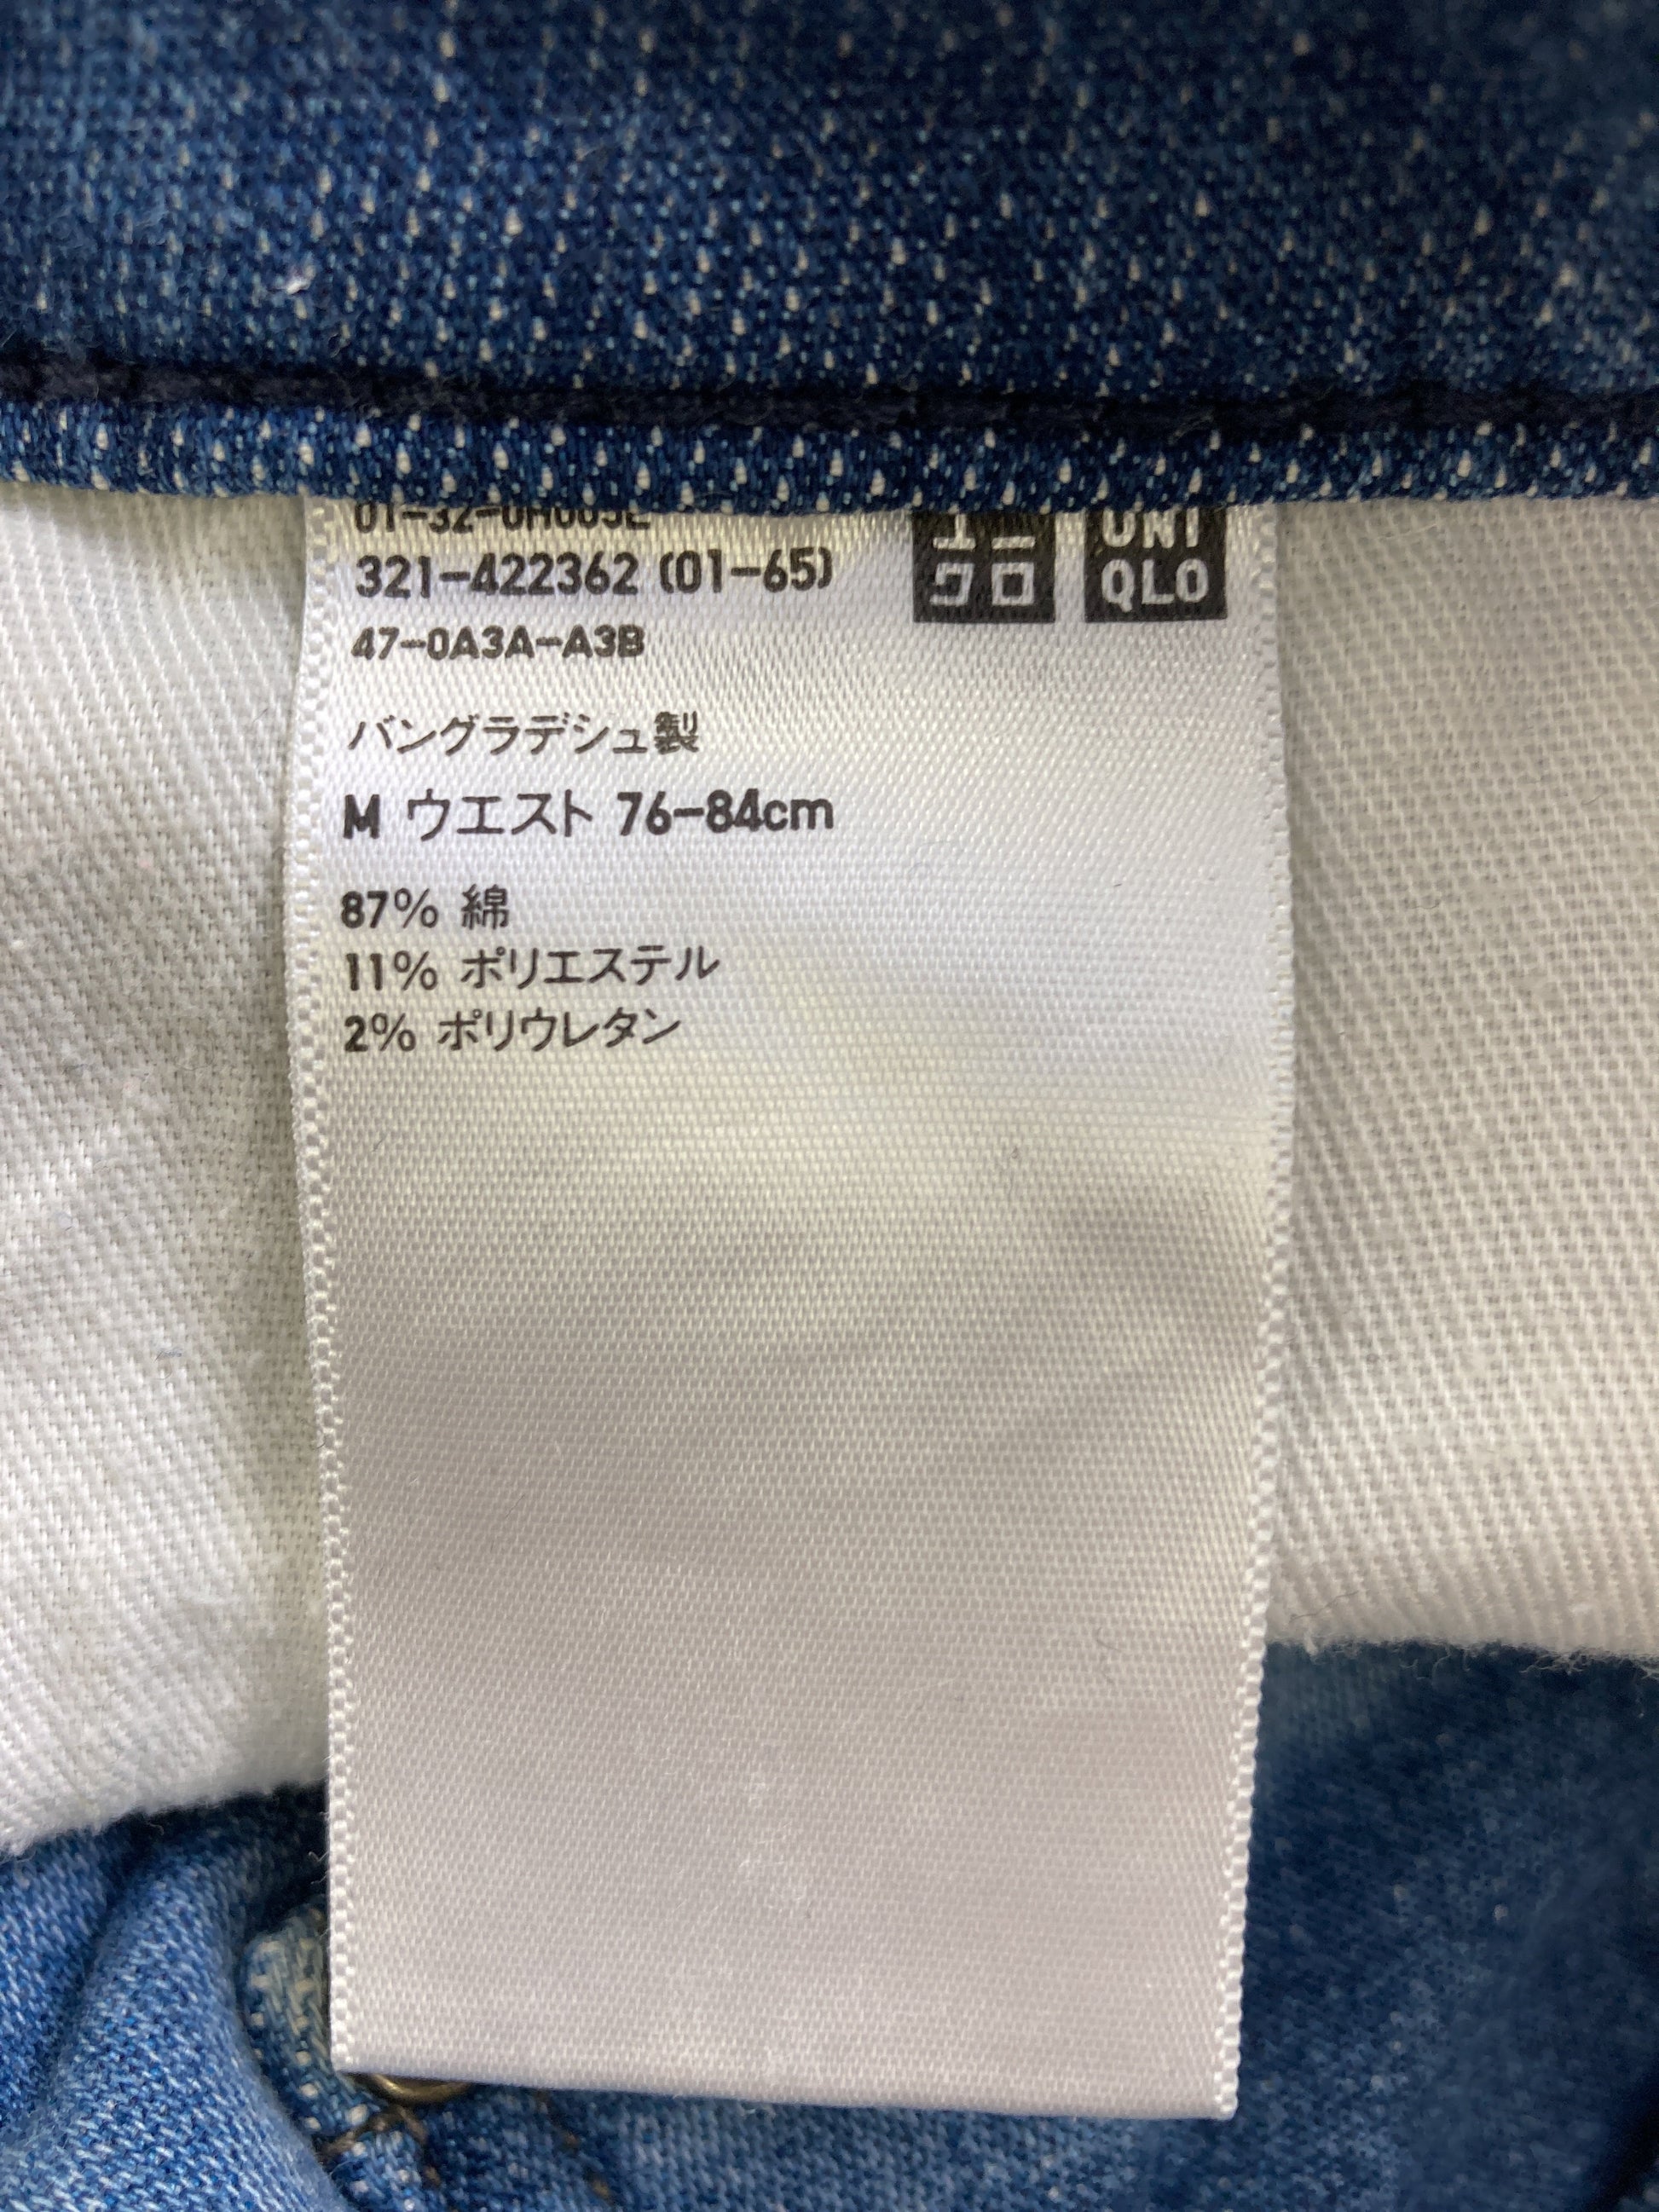 321-422362 (01-65)
ユニ
クロ
UNI
QLO
47-0A3A-A3B
バングラデシュ製
M ウエスト 76-84cm
87% 綿
11% ポリエステル
2% ポリウレタン